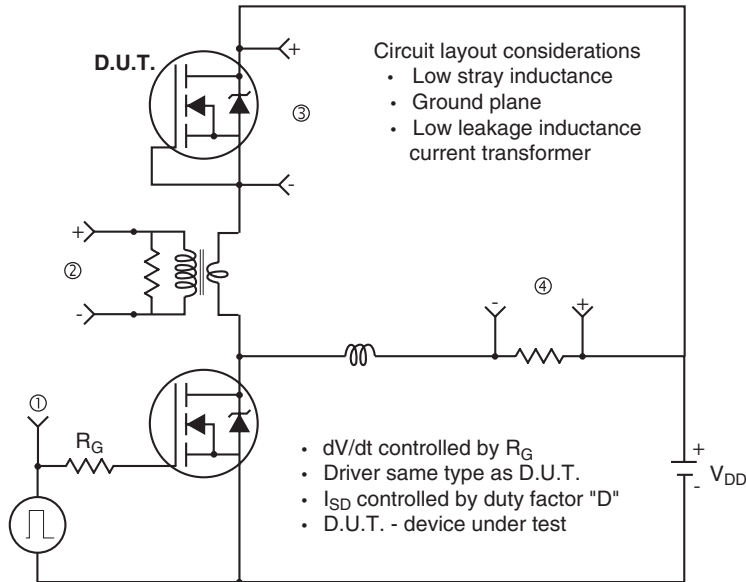 D.U.T.
+
③
-
Circuit layout considerations
• Low stray inductance
• Ground plane
• Low leakage inductance
current transformer
+
②
-
-
④
+
①
R_G
• dV/dt controlled by R_G
• Driver same type as D.U.T.
• I_SD controlled by duty factor "D"
• D.U.T. - device under test
+
-
V_DD